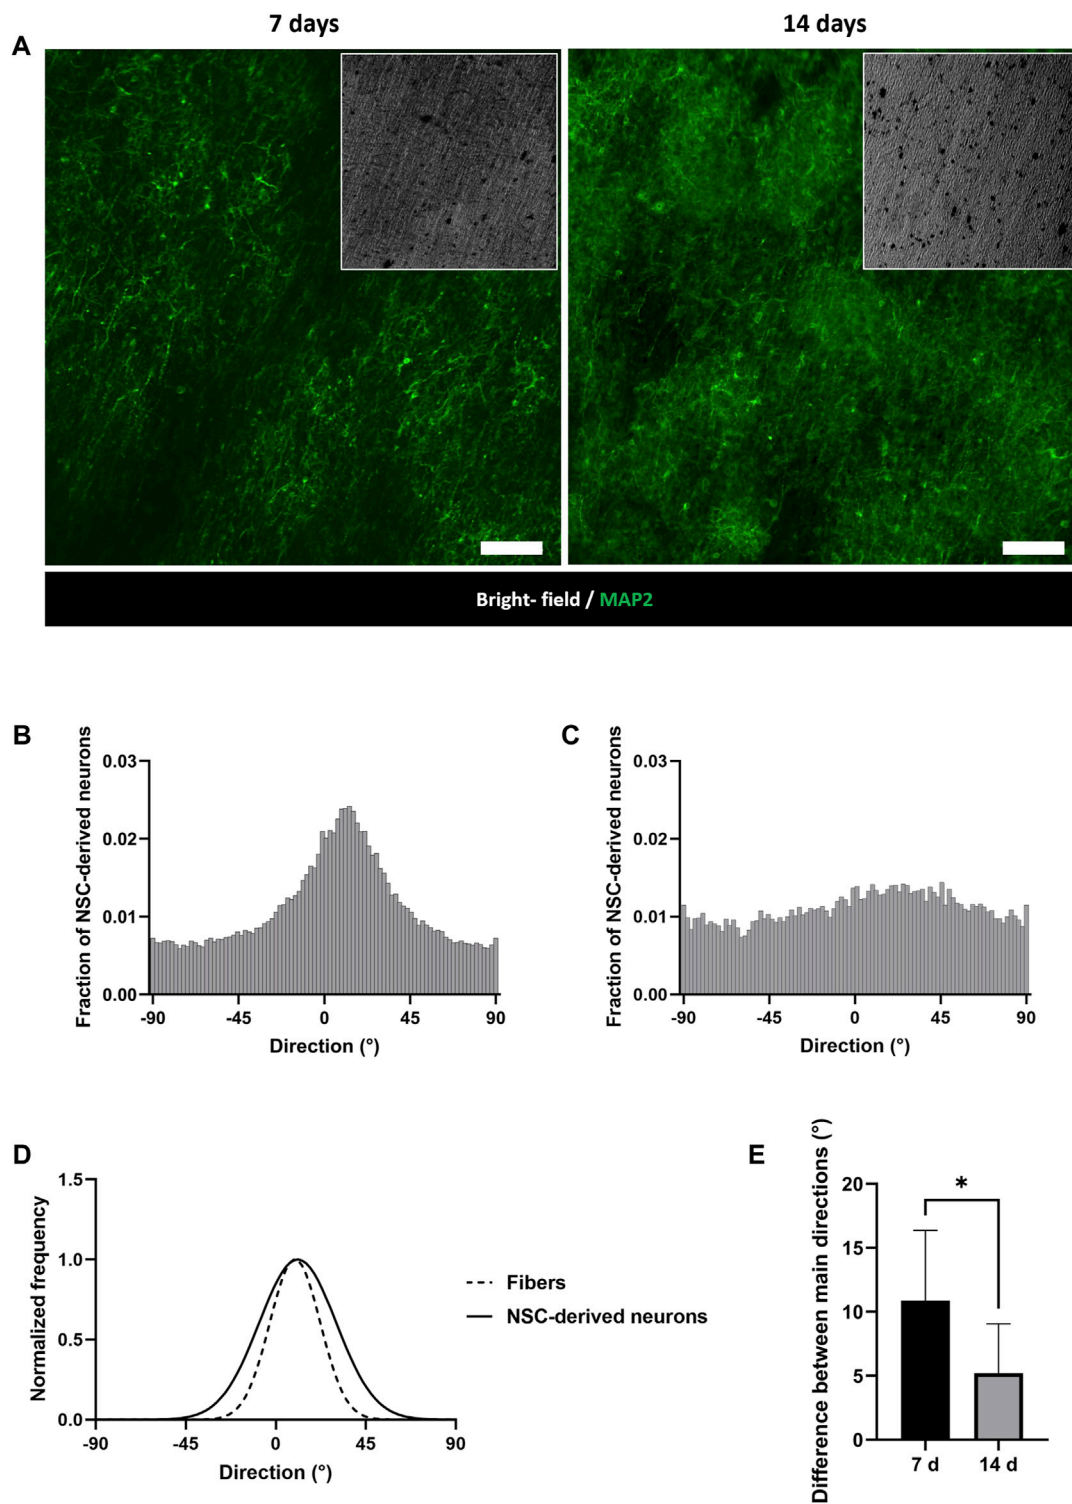 7 days
14 days
A
Bright- field / MAP2
B
Fraction of NSC-derived neurons
0.03
0.02
0.01
0.00
-90
-45
0
45
90
Direction (°)
C
Fraction of NSC-derived neurons
0.03
0.02
0.01
0.00
-90
-45
0
45
90
Direction (°)
D
Normalized frequency
1.5
1.0
0.5
0.0
-90
-45
0
45
90
Direction (°)
Fibers
NSC-derived neurons
E
Difference between main directions (°)
20
15
10
5
0
*
7 d
14 d